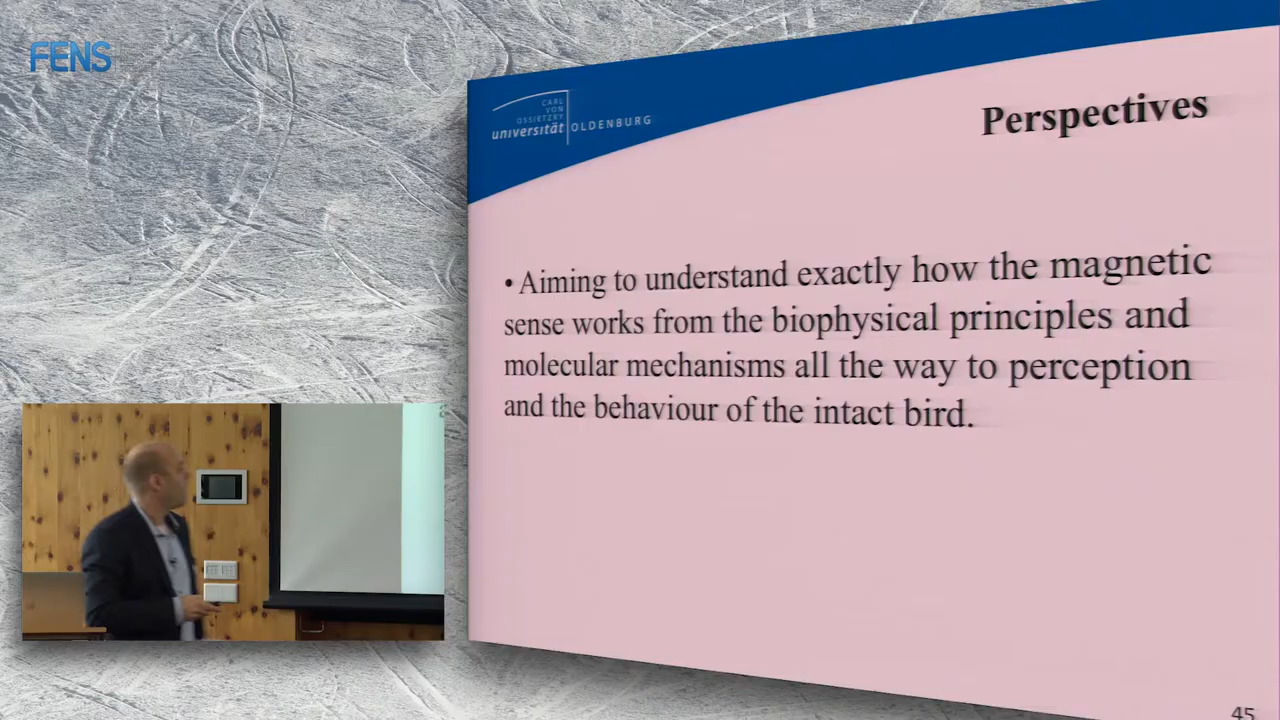 FENS
CARL
VON
OSSIETZKY
universität OLDENBURG
Perspectives
• Aiming to understand exactly how the magnetic
sense works from the biophysical principles and
molecular mechanisms all the way to perception
and the behaviour of the intact bird.
45